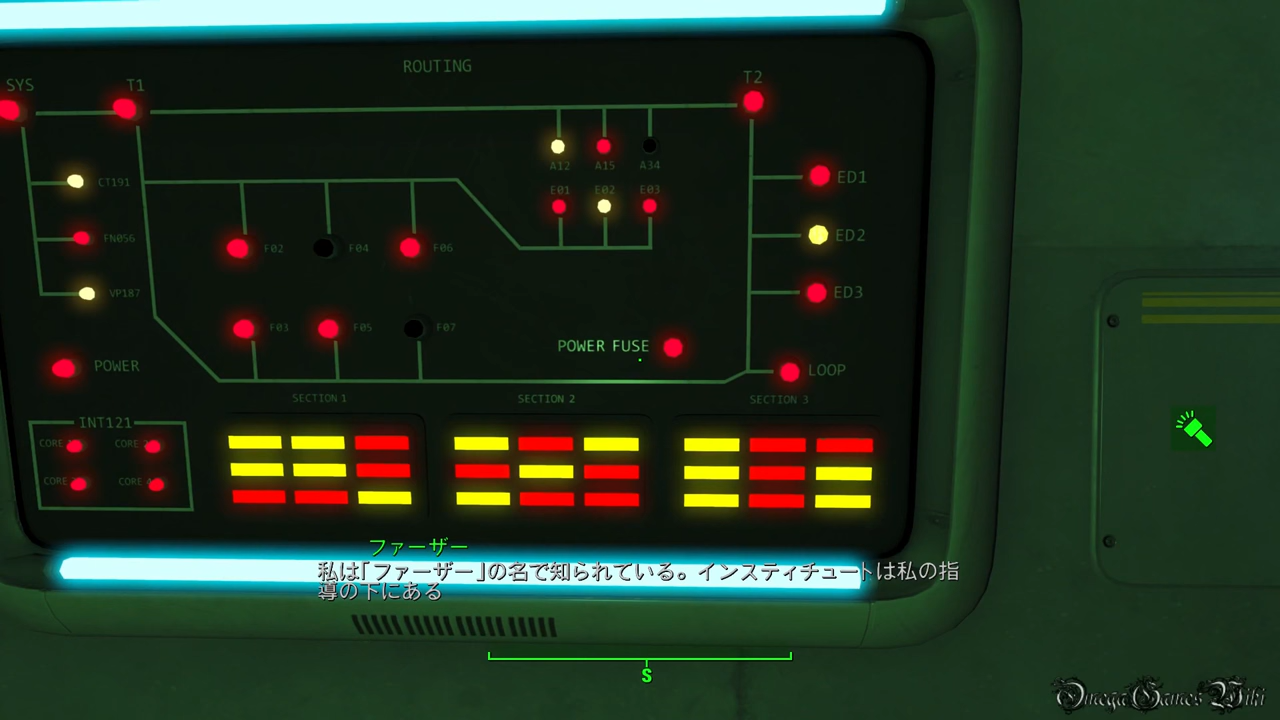 ROUTING
SYS
T1
T2
CT191
FN056
VP187
A12
A15
A34
E01
E02
E03
ED1
ED2
ED3
F02
F04
F06
F03
F05
F07
POWER FUSE
POWER
LOOP
INT121
CORE
CORE
CORE
CORE
SECTION 1
SECTION 2
SECTION 3
ファーザー
私は「ファーザー」の名で知られている。インスティチュートは私の指
導の下にある
S
Omega Games Wiki